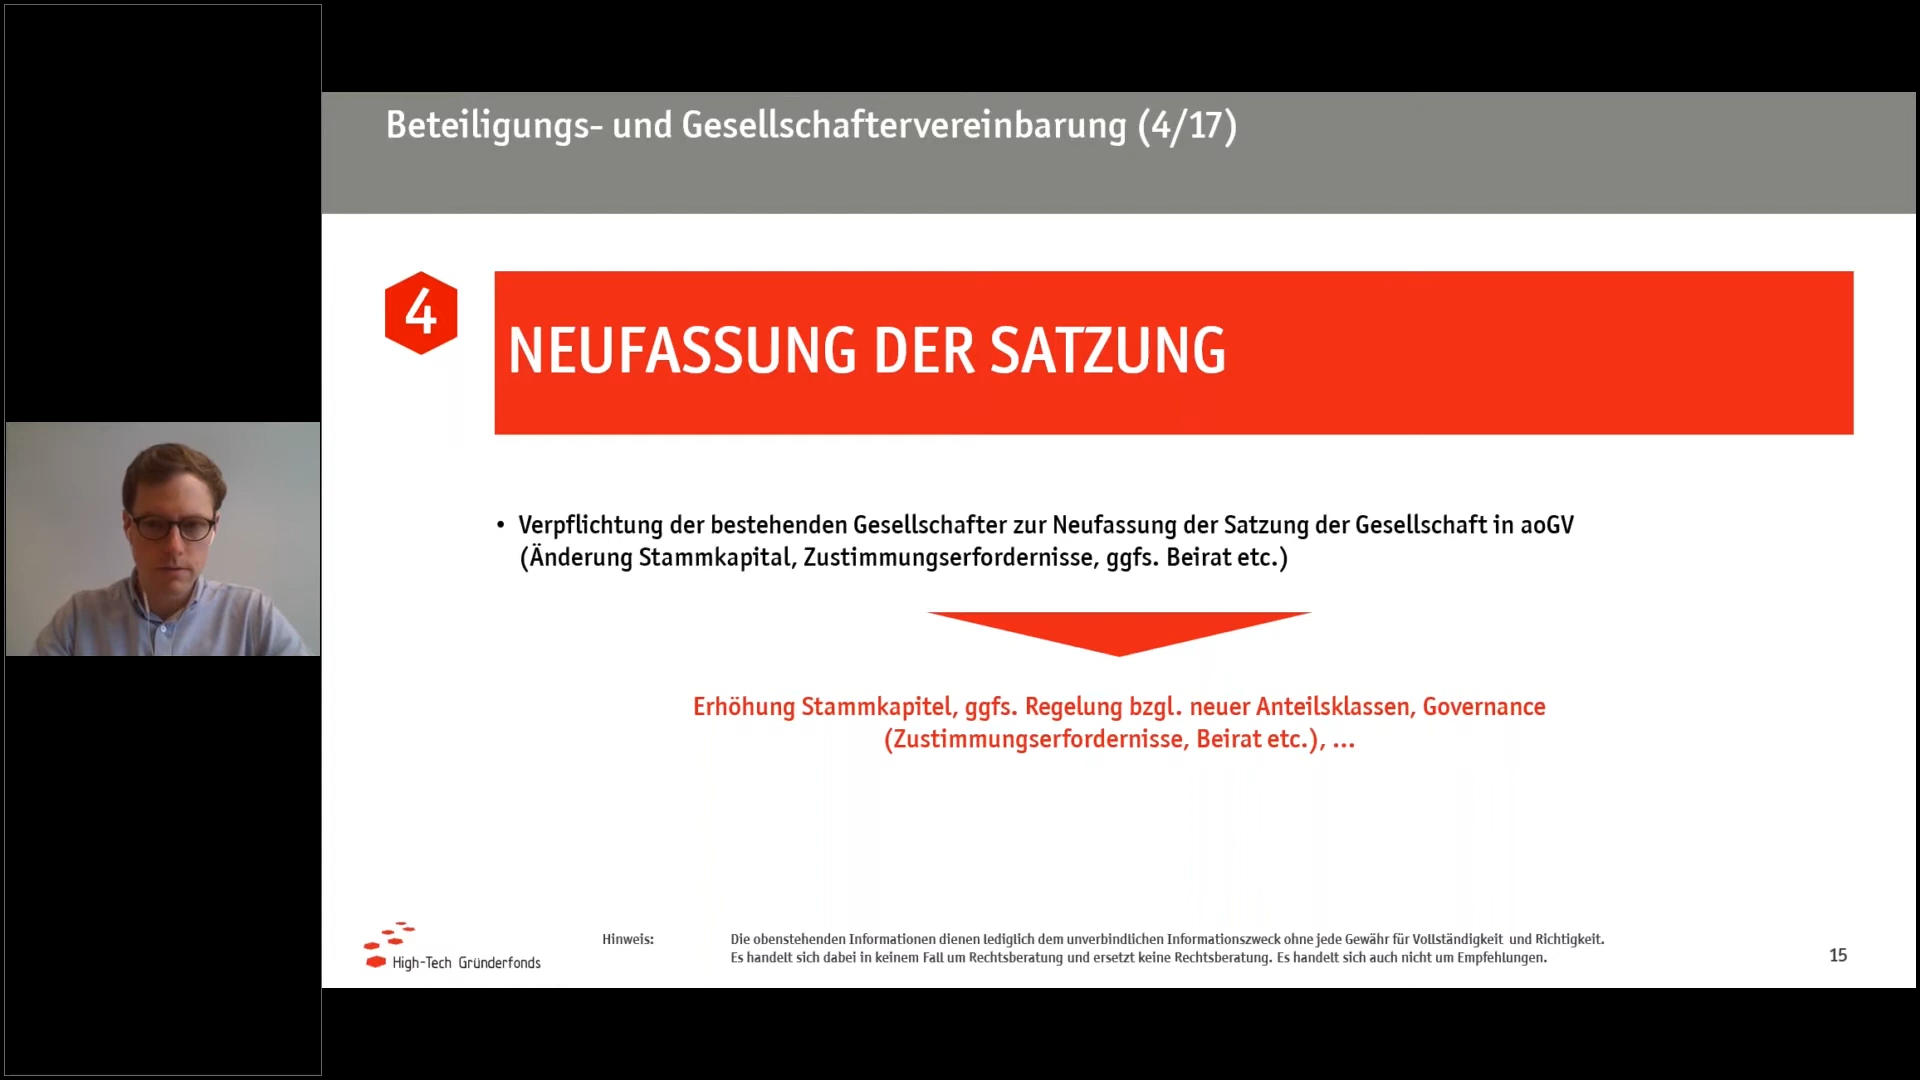 Beteiligungs- und Gesellschaftervereinbarung (4/17)
4
NEUFASSUNG DER SATZUNG
• Verpflichtung der bestehenden Gesellschafter zur Neufassung der Satzung der Gesellschaft in aoGV
(Änderung Stammkapital, Zustimmungserfordernisse, ggfs. Beirat etc.)
Erhöhung Stammkapitel, ggfs. Regelung bzgl. neuer Anteilsklassen, Governance
(Zustimmungserfordernisse, Beirat etc.), ...
High-Tech Gründerfonds
Hinweis: Die obenstehenden Informationen dienen lediglich dem unverbindlichen Informationszweck ohne jede Gewähr für Vollständigkeit und Richtigkeit.
Es handelt sich dabei in keinem Fall um Rechtsberatung und ersetzt keine Rechtsberatung. Es handelt sich auch nicht um Empfehlungen.
15